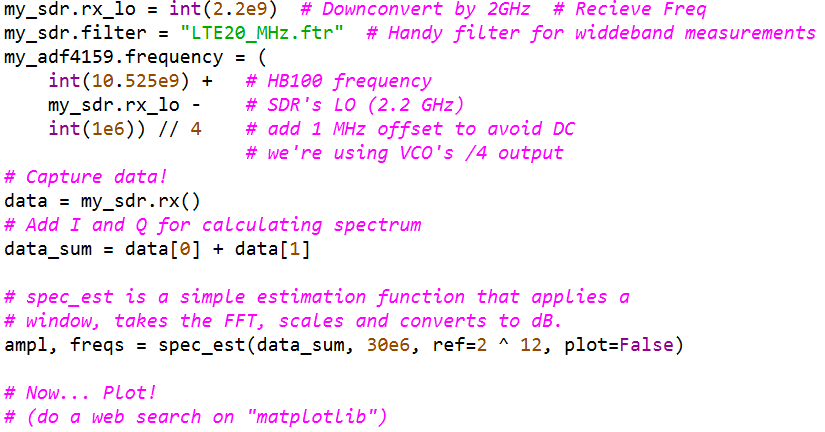 my_sdr.rx_lo = int(2.2e9)  # Downconvert by 2GHz  # Recieve Freq
my_sdr.filter = "LTE20_MHz.ftr"  # Handy filter for widdeband measurements
my_adf4159.frequency = (
    int(10.525e9) +   # HB100 frequency
    my_sdr.rx_lo -    # SDR's LO (2.2 GHz)
    int(1e6)) // 4    # add 1 MHz offset to avoid DC
                      # we're using VCO's /4 output
# Capture data!
data = my_sdr.rx()
# Add I and Q for calculating spectrum
data_sum = data[0] + data[1]

# spec_est is a simple estimation function that applies a
# window, takes the FFT, scales and converts to dB.
ampl, freqs = spec_est(data_sum, 30e6, ref=2 ^ 12, plot=False)

# Now... Plot!
# (do a web search on "matplotlib")